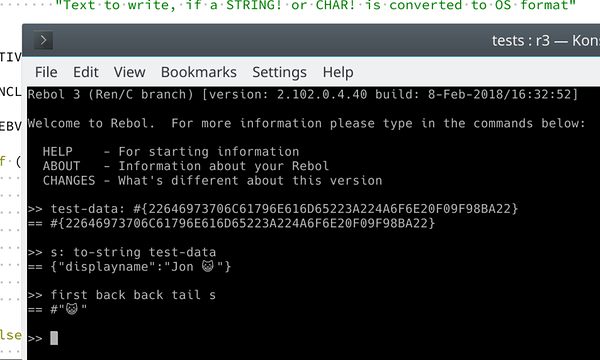 "Text to write, if a STRING! or CHAR! is converted to OS format"
tests : r3 — Kons
File Edit View Bookmarks Settings Help
TIV
Rebol 3 (Ren/C branch) [version: 2.102.0.4.40 build: 8-Feb-2018/16:32:52]
NCL
Welcome to Rebol.  For more information please type in the commands below:
EBV
HELP    - For starting information
f (
ABOUT   - Information about your Rebol
CHANGES - What's different about this version
>> test-data: #{22646973706C61796E616D65223A224A6F6E20F09F98BA22}
== #{22646973706C61796E616D65223A224A6F6E20F09F98BA22}
>> s: to-string test-data
== {"displayname":"Jon 😺"}
>> first back back tail s
== #"😺"
lse
>>